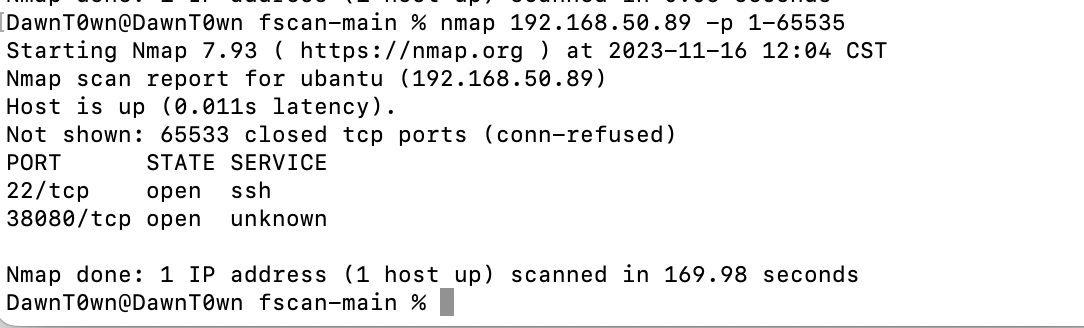 DawnT0wn@DawnT0wn fscan-main % nmap 192.168.50.89 -p 1-65535
Starting Nmap 7.93 ( https://nmap.org ) at 2023-11-16 12:04 CST
Nmap scan report for ubantu (192.168.50.89)
Host is up (0.011s latency).
Not shown: 65533 closed tcp ports (conn-refused)
PORT      STATE SERVICE
22/tcp    open  ssh
38080/tcp open  unknown
Nmap done: 1 IP address (1 host up) scanned in 169.98 seconds
DawnT0wn@DawnT0wn fscan-main %